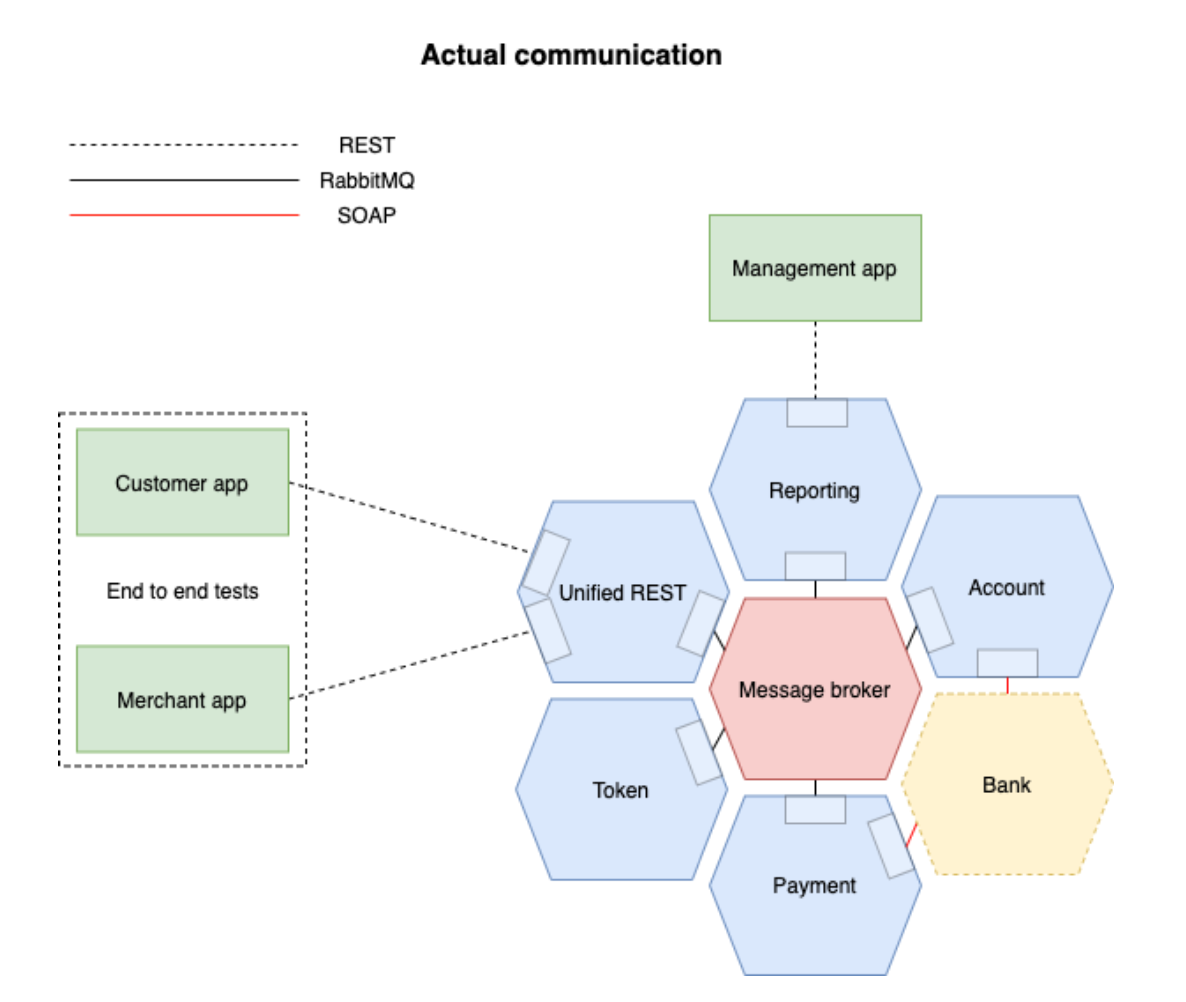 Actual communication
REST
RabbitMQ
SOAP
Management app
Customer app
End to end tests
Merchant app
Reporting
Unified REST
Account
Message broker
Token
Bank
Payment